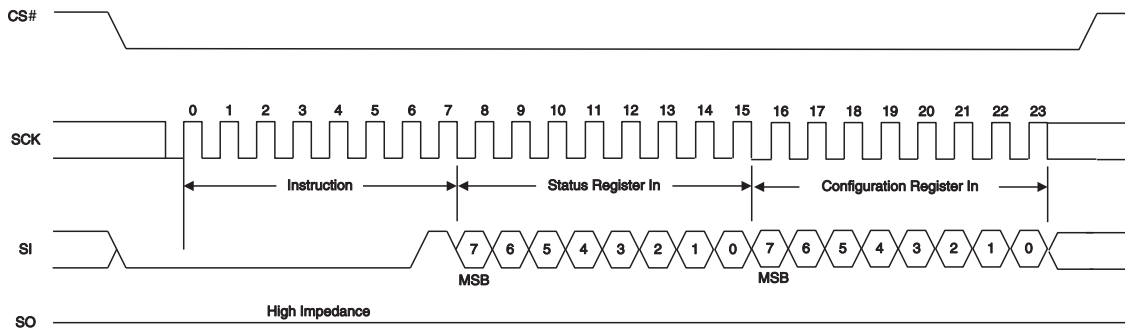 CS#
0 1 2 3 4 5 6 7 8 9 10 11 12 13 14 15 16 17 18 19 20 21 22 23
SCK
Instruction Status Register In Configuration Register In
SI 7 6 5 4 3 2 1 0 7 6 5 4 3 2 1 0
MSB MSB
High Impedance
SO